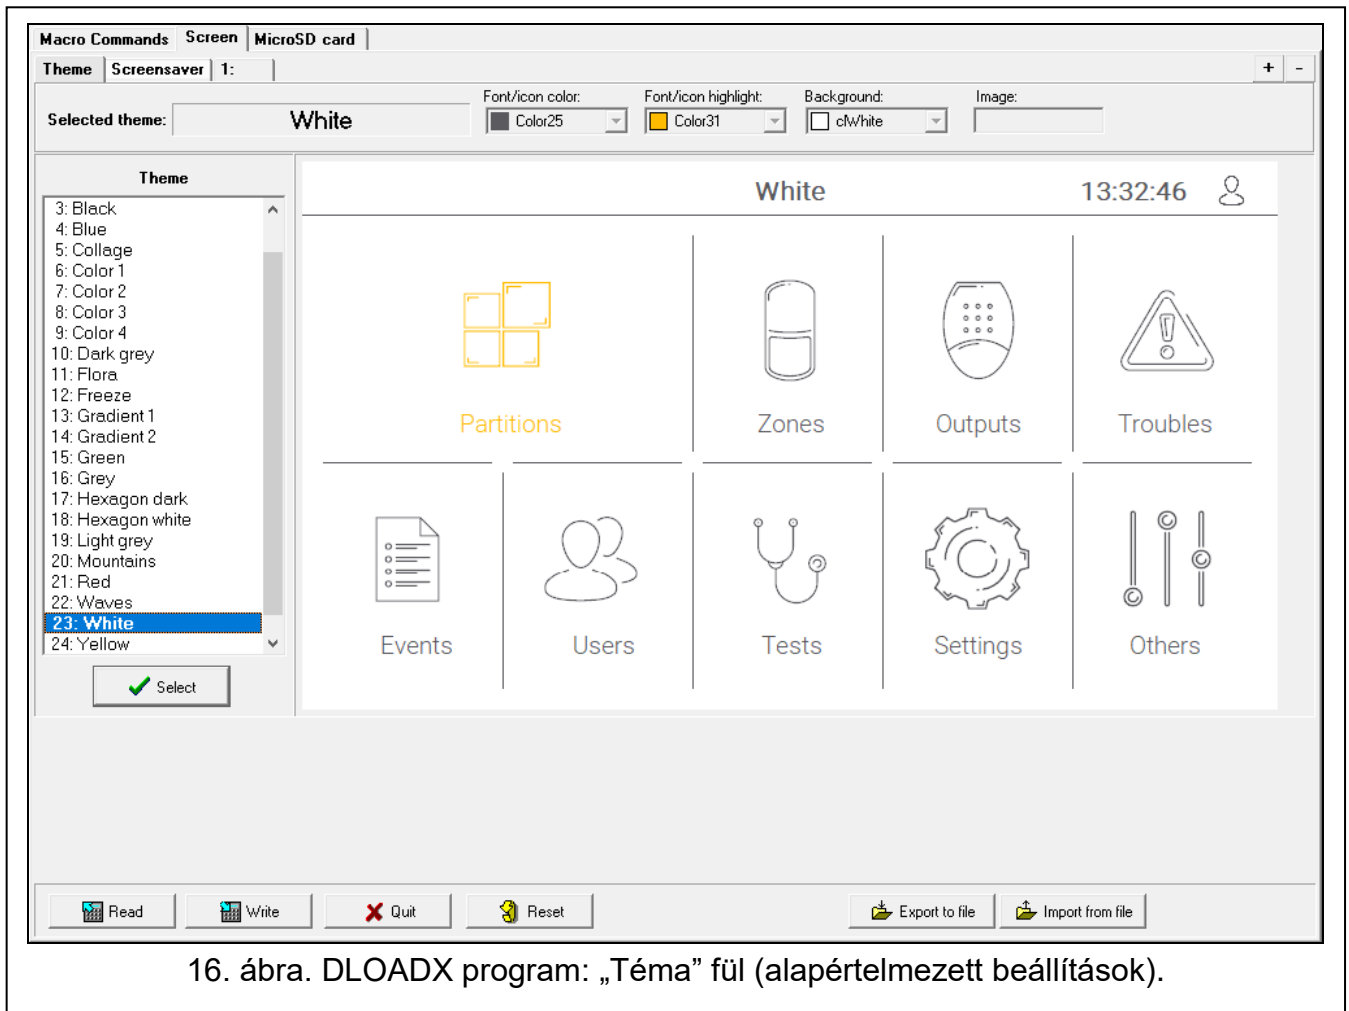 Macro Commands Screen MicroSD card
Theme Screensaver 1: + -
Font/icon color: Font/icon highlight: Background: Image:
Selected theme: White Color25 Color31 clWhite
Theme
3: Black
4: Blue
5: Collage
6: Color 1
7: Color 2
8: Color 3
9: Color 4
10: Dark grey
11: Flora
12: Freeze
13: Gradient 1
14: Gradient 2
15: Green
16: Grey
17: Hexagon dark
18: Hexagon white
19: Light grey
20: Mountains
21: Red
22: Waves
23: White
24: Yellow
Select
White 13:32:46
Partitions Zones Outputs Troubles
Events Users Tests Settings Others
Read Write Quit Reset Export to file Import from file
16. ábra. DLOADX program: „Téma” fül (alapértelmezett beállítások).